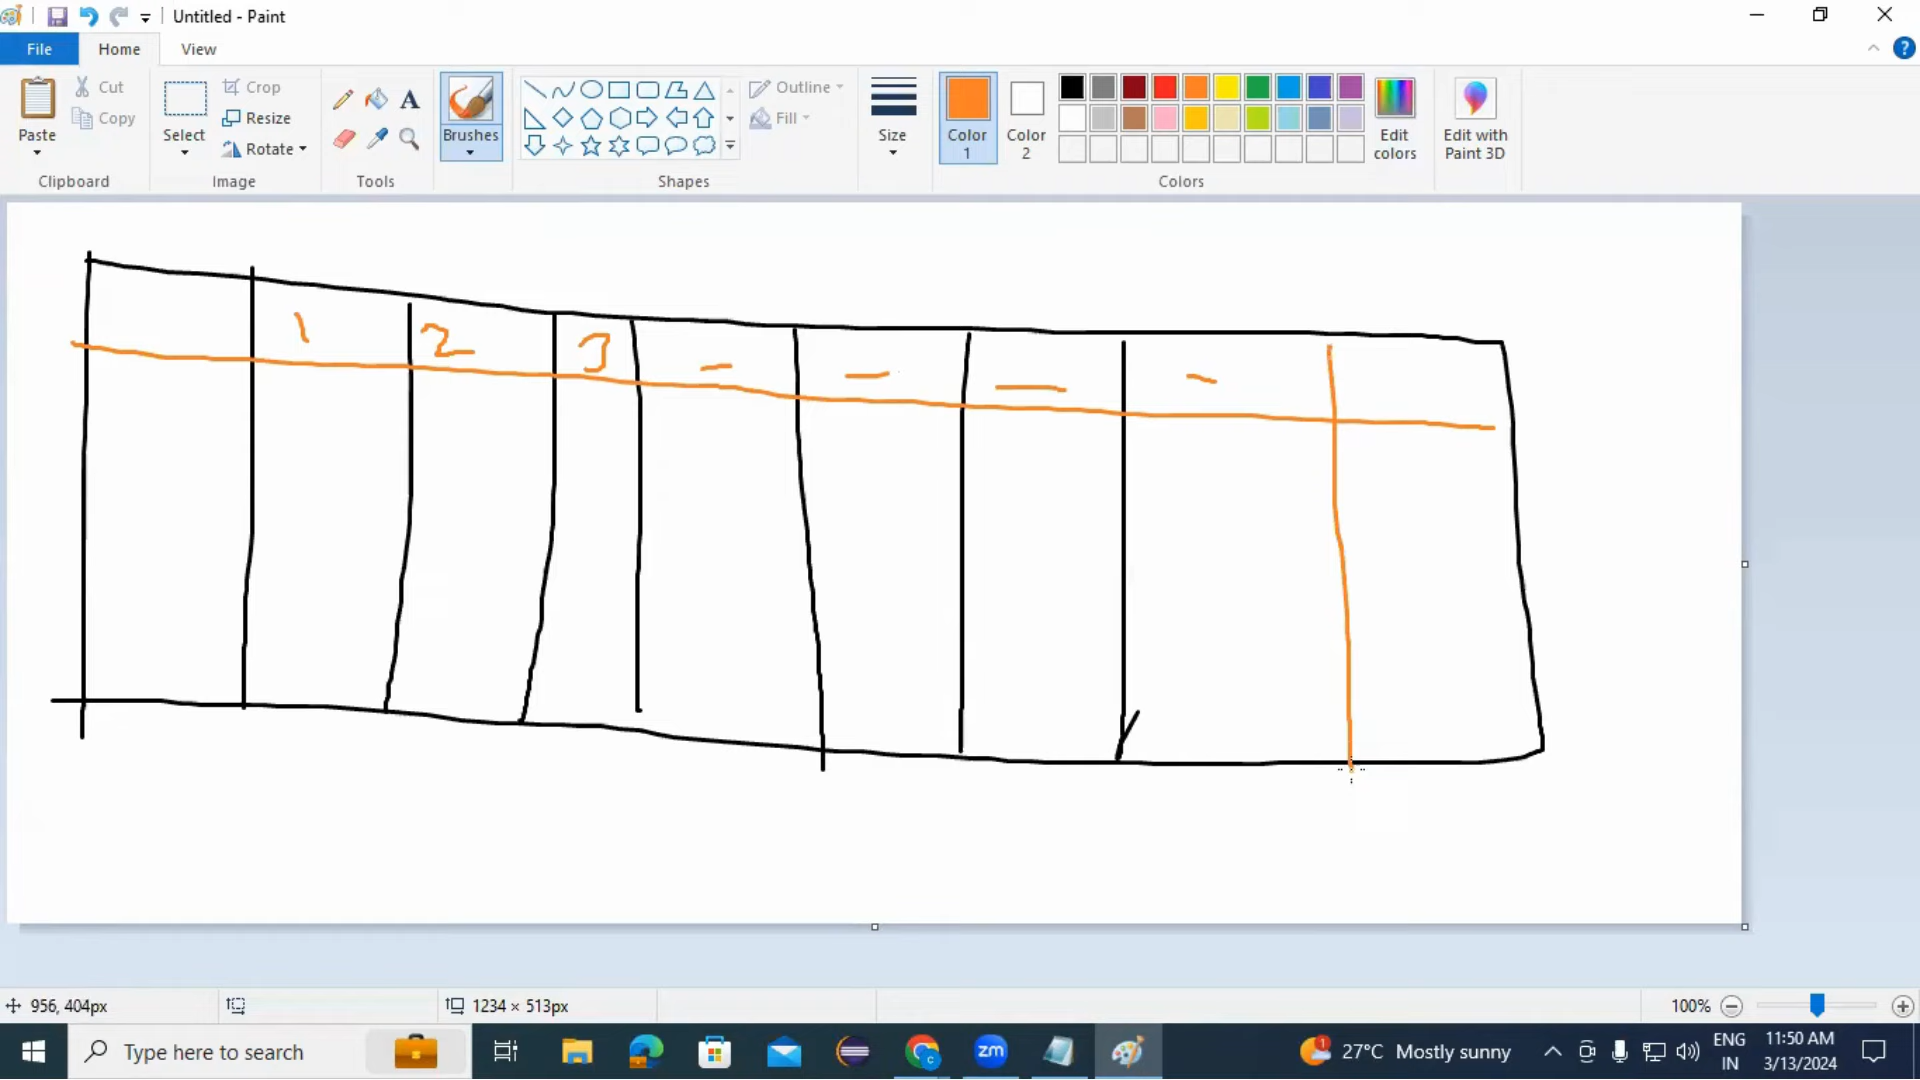 Untitled - Paint
File Home View
Paste
Cut
Copy
Clipboard
Select
Crop
Resize
Rotate
Image
A
Tools
Brushes
Outline
Fill
Shapes
Size
Color 1
Color 2
Edit colors
Colors
Edit with Paint 3D
1 2 3 - - - -
956, 404px
1234 × 513px
100%
Type here to search
zm
27°C Mostly sunny
ENG
IN
11:50 AM
3/13/2024